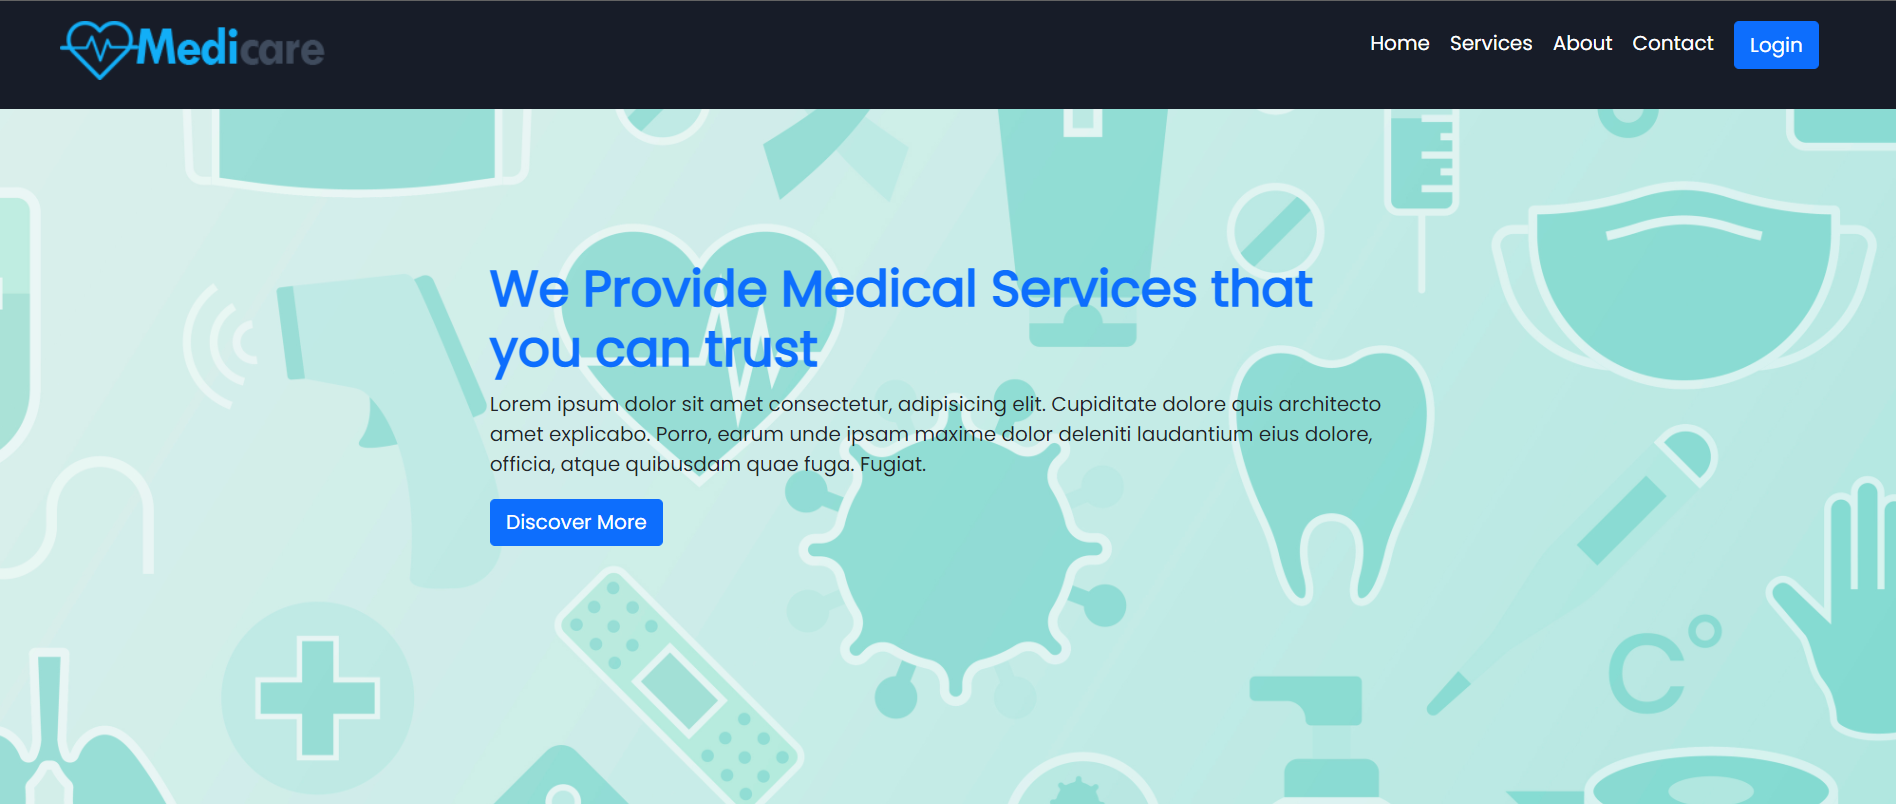 Medicare
Home Services About Contact Login
We Provide Medical Services that
you can trust
Lorem ipsum dolor sit amet consectetur, adipisicing elit. Cupiditate dolore quis architecto
amet explicabo. Porro, earum unde ipsam maxime dolor deleniti laudantium eius dolore,
officia, atque quibusdam quae fuga. Fugiat.
Discover More
C°